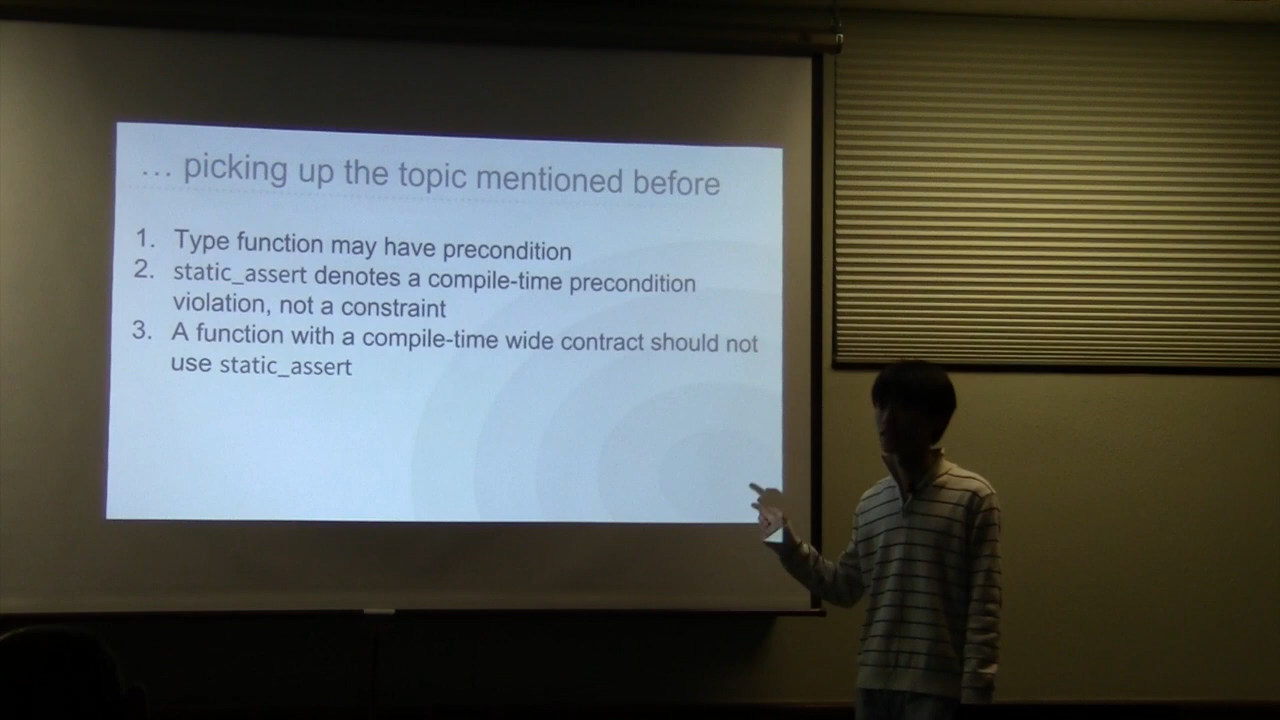 … picking up the topic mentioned before
1. Type function may have precondition
2. static_assert denotes a compile-time precondition
violation, not a constraint
3. A function with a compile-time wide contract should not
use static_assert